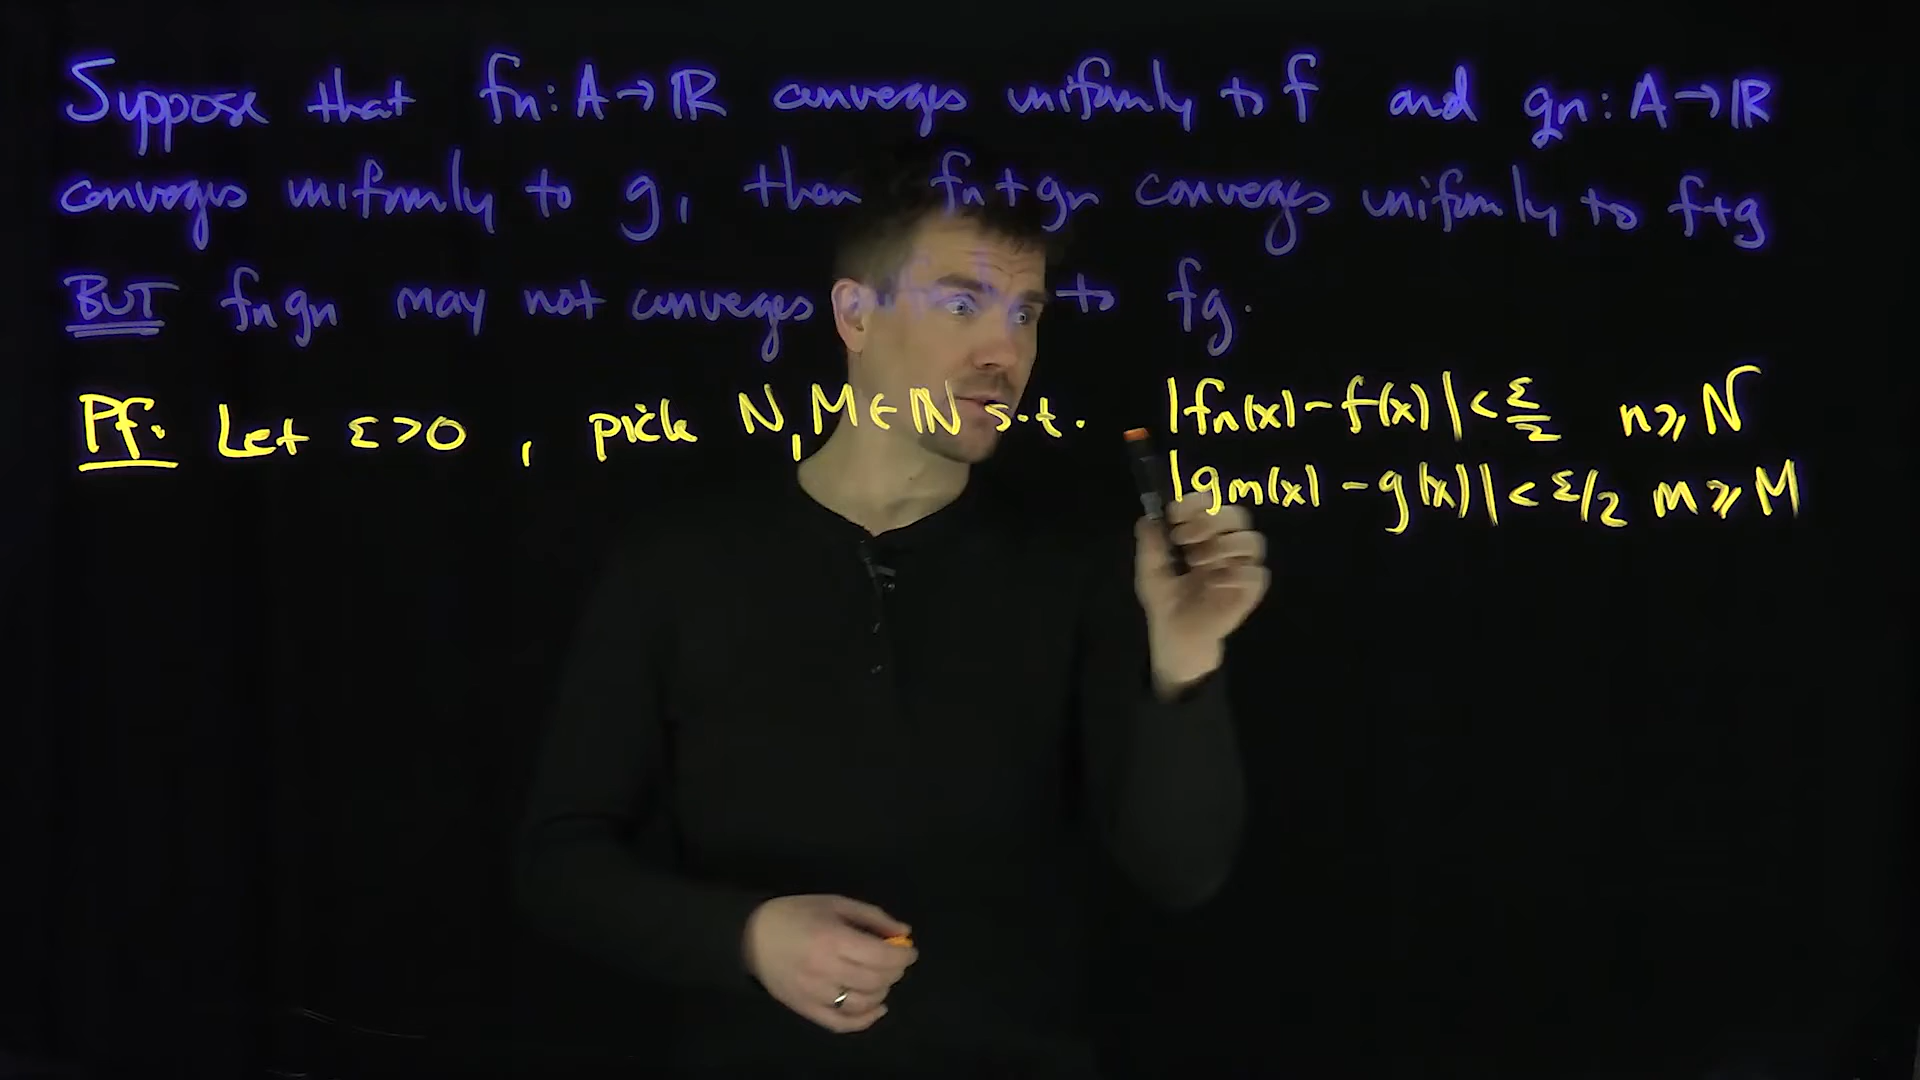 Suppose that fn: A→ℝ converges uniformly to f and gn: A→ℝ
converges uniformly to g, then fn+gn converges uniformly to f+g
BUT fngn may not converges to fg.
Pf: Let ε>0, pick N,M∈ℕ s.t. |fn(x)-f(x)|<ε/2 n≥N
|gm(x)-g(x)|<ε/2 m≥M